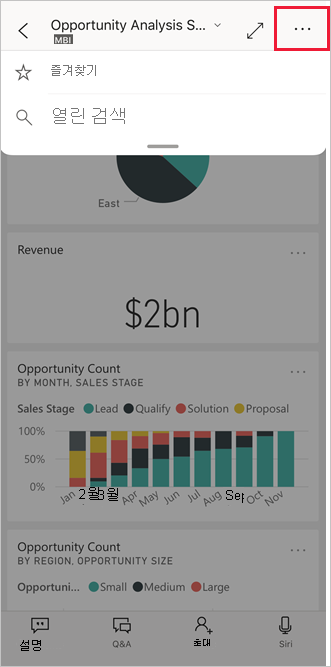 Opportunity Analysis S...
MBI
즐겨찾기
열린 검색
East
Revenue
$2bn
Opportunity Count
BY MONTH, SALES STAGE
Sales Stage Lead Qualify Solution Proposal
100%
50%
0%
Jan 2월 3월 Apr May Jun Jul Aug Sep Oct Nov
Opportunity Count
BY REGION, OPPORTUNITY SIZE
Opportuni... Small Medium Large
설명 Q&A 초대 Siri